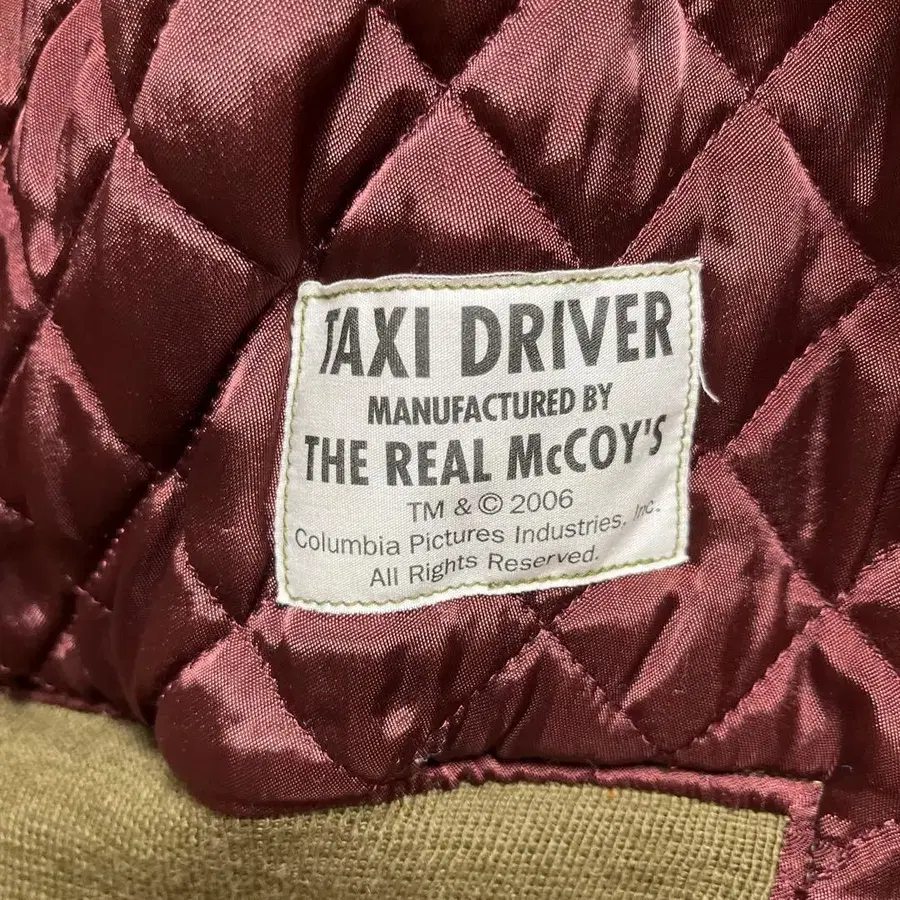 TAXI DRIVER
MANUFACTURED BY
THE REAL McCOY'S
TM & © 2006
Columbia Pictures Industries, Inc.
All Rights Reserved.